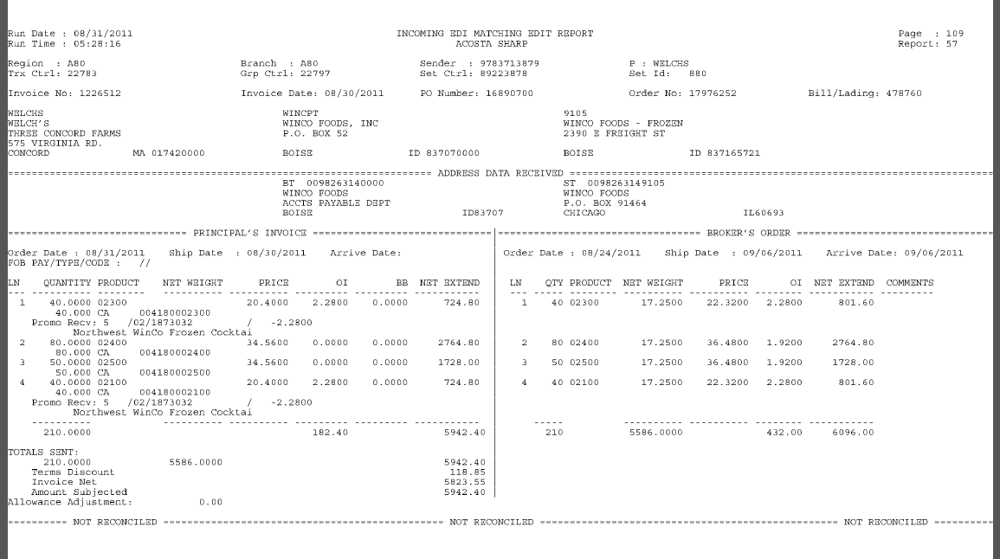 Run Date : 08/31/2011 INCOMING EDI MATCHING EDIT REPORT Page : 109
Run Time : 05:28:16 ACOSTA SHARP Report: 57
Region : A80 Branch : A80 Sender : 9783713879 P : WELCHS
Trx Ctrl: 22783 Grp Ctrl: 22797 Set Ctrl: 89223878 Set Id: 880
Invoice No: 1226512 Invoice Date: 08/30/2011 PO Number: 16890700 Order No: 17976252 Bill/Lading: 478760
WELCHS WINCPT 9105
WELCH'S WINCO FOODS, INC WINCO FOODS - FROZEN
THREE CONCORD FARMS P.O. BOX 52 2390 E FREIGHT ST
575 VIRGINIA RD.
CONCORD MA 017420000 BOISE ID 837070000 BOISE ID 837165721
ADDRESS DATA RECEIVED
BT 0098263140000 ST 0098263149105
WINCO FOODS WINCO FOODS
ACCTS PAYABLE DEPT P.O. BOX 91464
BOISE ID83707 CHICAGO IL60693
PRINCIPAL'S INVOICE BROKER'S ORDER
Order Date : 08/31/2011 Ship Date : 08/30/2011 Arrive Date: Order Date : 08/24/2011 Ship Date : 09/06/2011 Arrive Date: 09/06/2011
FOB PAY/TYPE/CODE : //
LN QUANTITY PRODUCT NET WEIGHT PRICE OI BB NET EXTEND LN QTY PRODUCT NET WEIGHT PRICE OI NET EXTEND COMMENTS
1 40.0000 02300 20.4000 2.2800 0.0000 724.80 1 40 02300 17.2500 22.3200 2.2800 801.60
40.000 CA 004180002300
Promo Recv: 5 /02/1873032 / -2.2800
Northwest WinCo Frozen Cocktai
2 80.0000 02400 34.5600 0.0000 0.0000 2764.80 2 80 02400 17.2500 36.4800 1.9200 2764.80
80.000 CA 004180002400
3 50.0000 02500 34.5600 0.0000 0.0000 1728.00 3 50 02500 17.2500 36.4800 1.9200 1728.00
50.000 CA 004180002500
4 40.0000 02100 20.4000 2.2800 0.0000 724.80 4 40 02100 17.2500 22.3200 2.2800 801.60
40.000 CA 004180002100
Promo Recv: 5 /02/1873032 / -2.2800
Northwest WinCo Frozen Cocktai
210.0000 182.40 5942.40 210 5586.0000 432.00 6096.00
TOTALS SENT:
210.0000 5586.0000 5942.40
Terms Discount 118.85
Invoice Net 5823.55
Amount Subjected 5942.40
Allowance Adjustment: 0.00
NOT RECONCILED NOT RECONCILED NOT RECONCILED